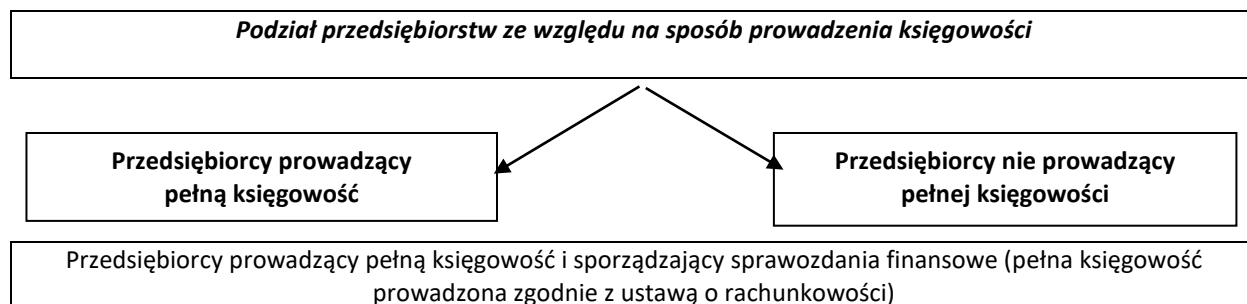 Podział przedsiębiorstw ze względu na sposób prowadzenia księgowości
Przedsiębiorcy prowadzący
pełną księgowość
Przedsiębiorcy nie prowadzący
pełnej księgowości
Przedsiębiorcy prowadzący pełną księgowość i sporządzający sprawozdania finansowe (pełna księgowość
prowadzona zgodnie z ustawą o rachunkowości)